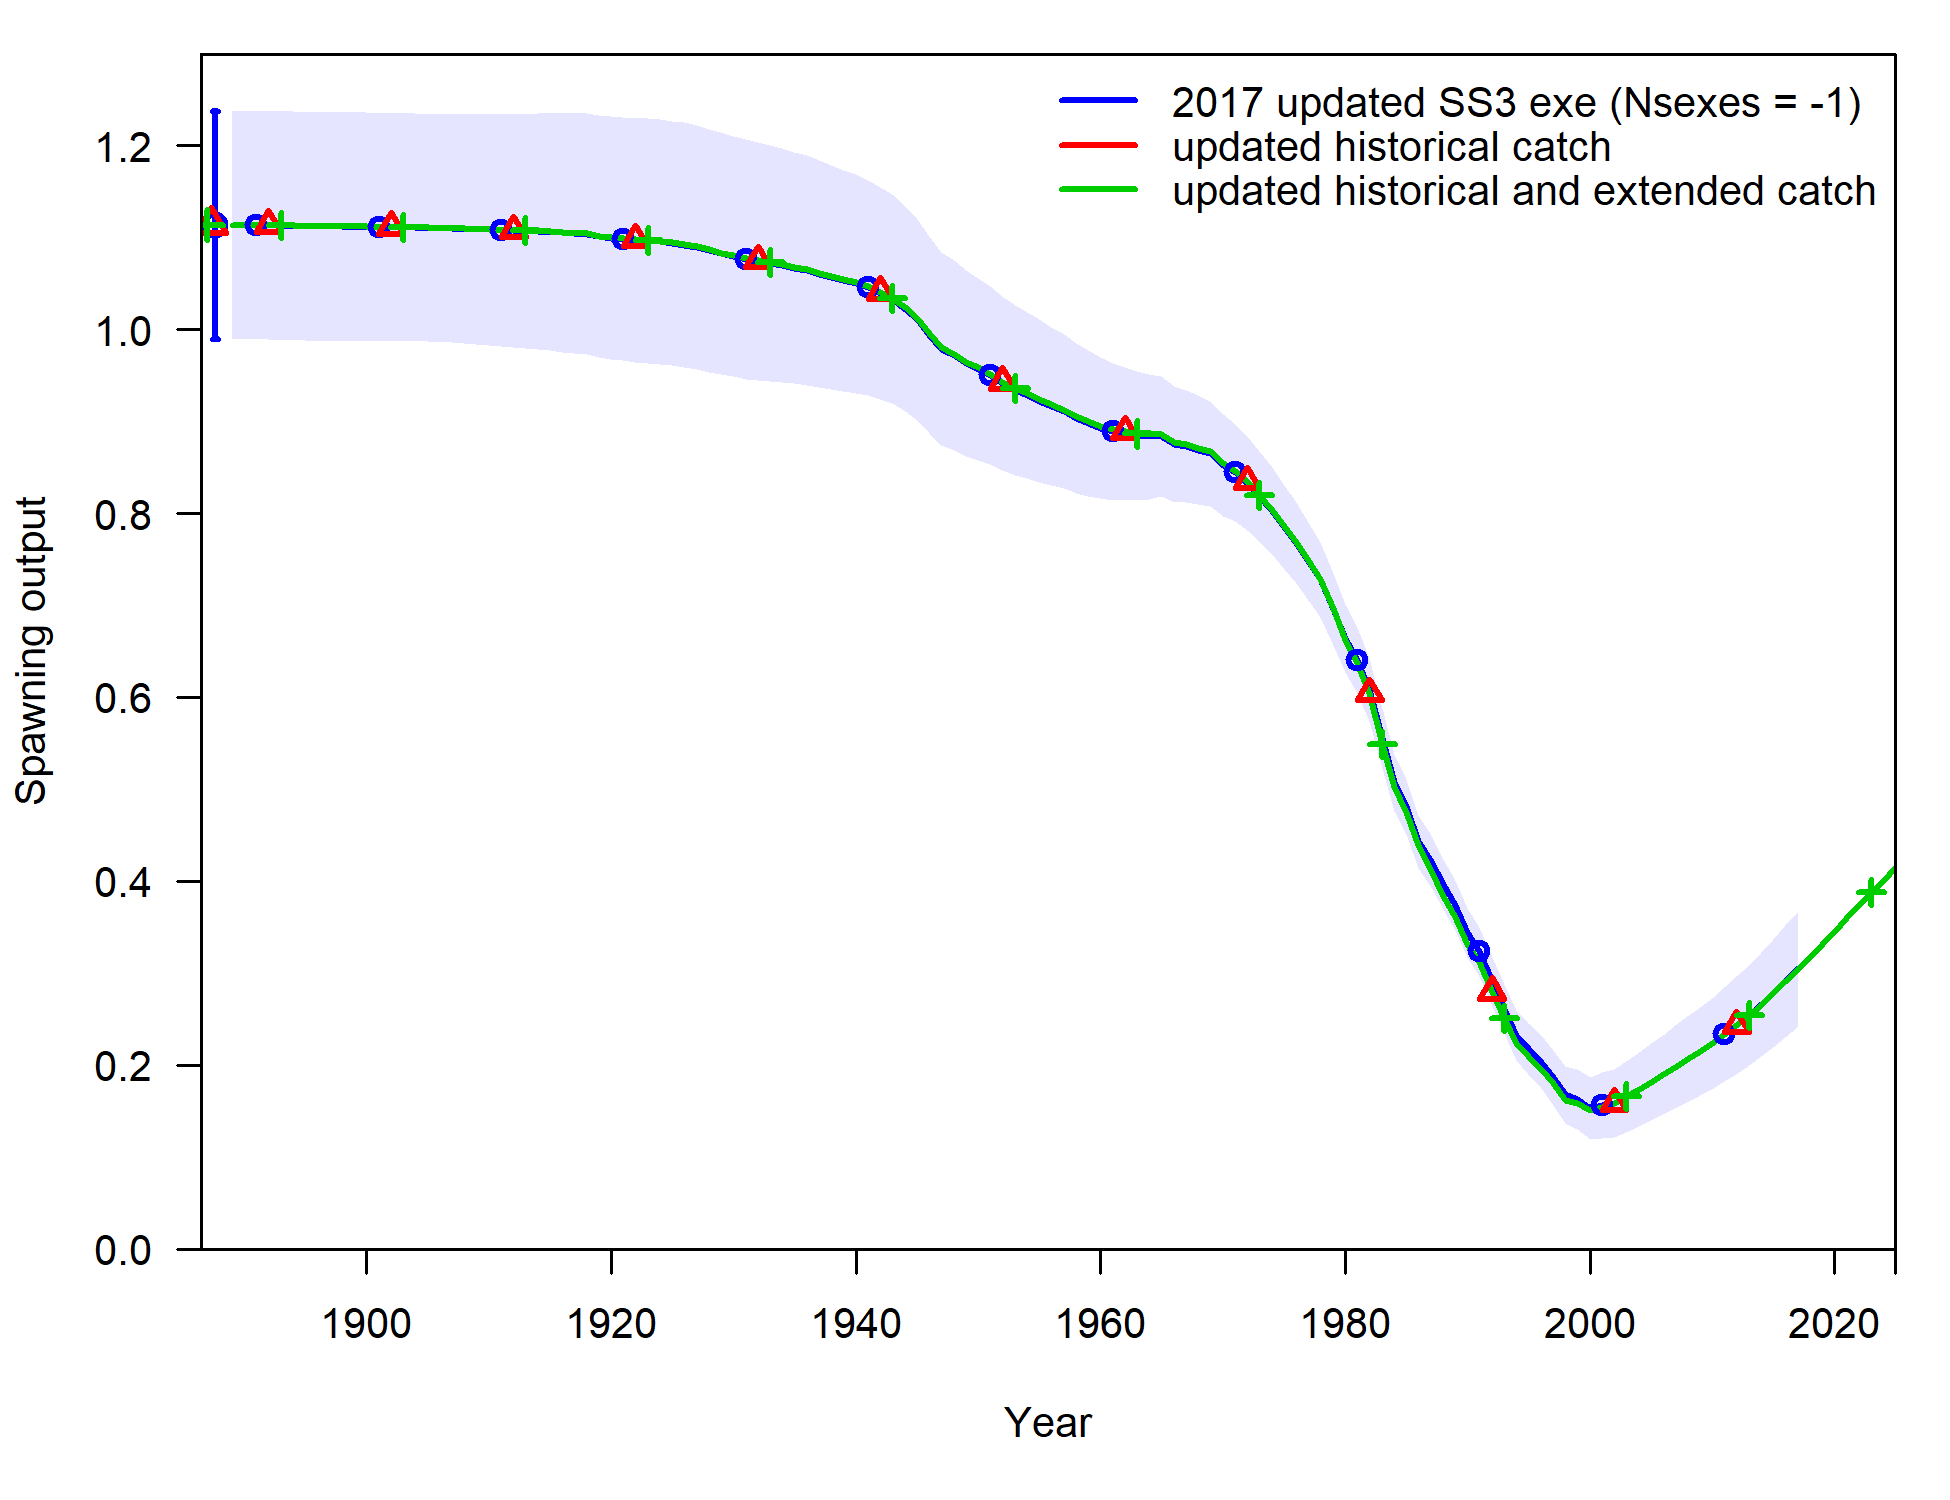 2017 updated SS3 exe (Nsexes = -1)
updated historical catch
updated historical and extended catch
Spawning output
1.2
1.0
0.8
0.6
0.4
0.2
0.0
1900 1920 1940 1960 1980 2000 2020
Year